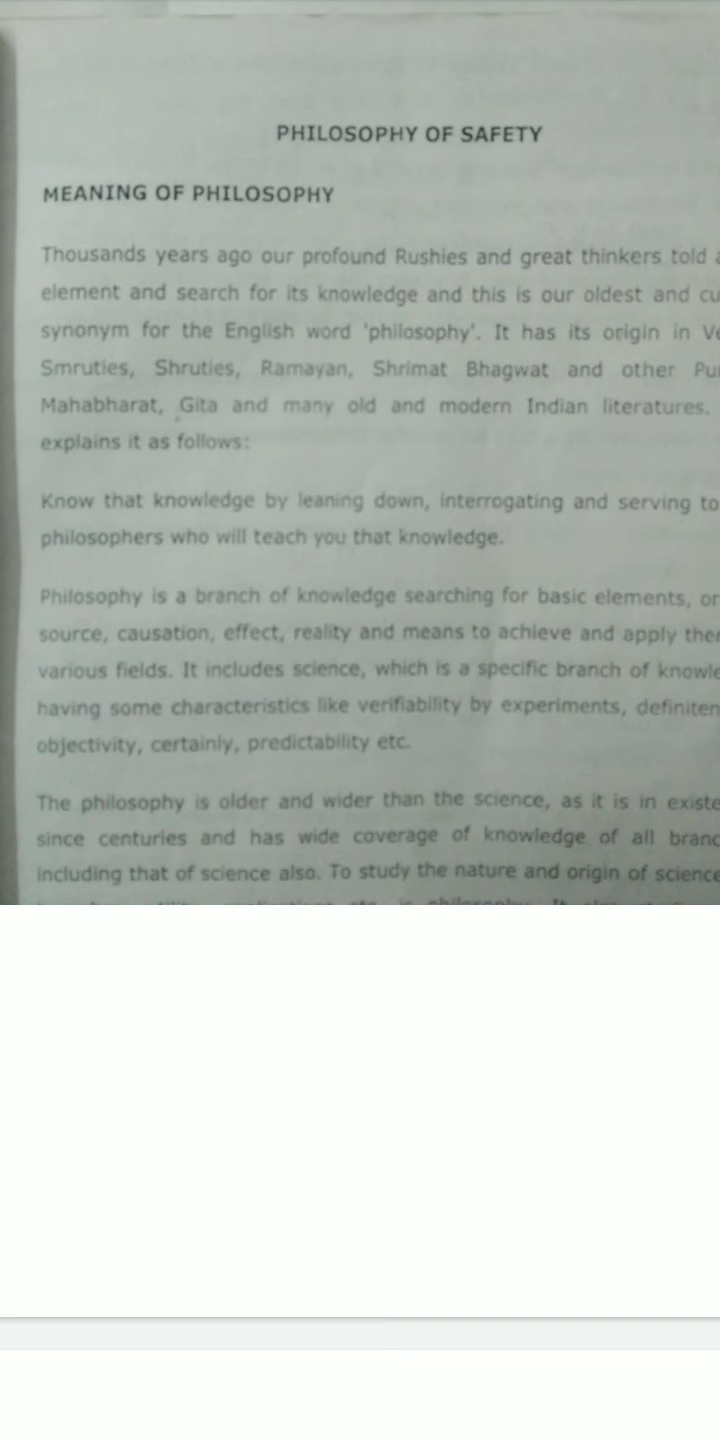 PHILOSOPHY OF SAFETY
MEANING OF PHILOSOPHY
Thousands years ago our profound Rushies and great thinkers told
element and search for its knowledge and this is our oldest and
synonym for the English word 'philosophy'. It has its origin in
Smruties, Shruties, Ramayan, Shrimat Bhagwat and other
Mahabharat, Gita and many old and modern Indian literatures.
explains it as follows:
Know that knowledge by leaning down, interrogating and serving to
philosophers who will teach you that knowledge.
Philosophy is a branch of knowledge searching for basic elements,
source, causation, effect, reality and means to achieve and apply
various fields. It includes science, which is a specific branch of
having some characteristics like verifiability by experiments,
objectivity, certainly, predictability etc.
The philosophy is older and wider than the science, as it is in
since centuries and has wide coverage of knowledge of all
including that of science also. To study the nature and origin of science